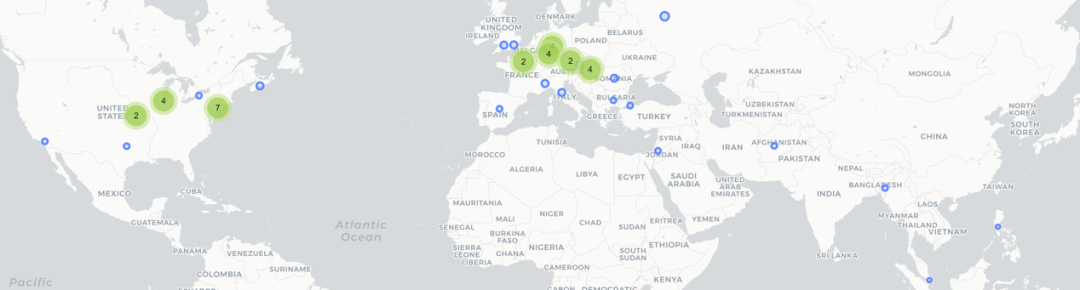 DENMARK
UNITED
KINGDOM
IRELAND
BELARUS
POLAND
2
4
2
4
UKRAINE
FRANCE
ITALY
BULGARIA
SPAIN
GREECE
TURKEY
KAZAKHSTAN
MONGOLIA
UZBEKISTAN
TURKMENISTAN
NORTH
KOREA
SOUTH
KOREA
CHINA
UNITED
STATES
2
4
7
TUNISIA
MOROCCO
SYRIA
IRAQ
JORDAN
IRAN
AFGHANISTAN
PAKISTAN
ALGERIA
LIBYA
EGYPT
SAUDI
ARABIA
UNITED
ARAB
EMIRATES
NEPAL
BANGLADESH
INDIA
TAIWAN
MEXICO
CUBA
MAURITANIA
MALI
NIGER
CHAD
SUDAN
ERITREA
YEMEN
MYANMAR
LAOS
THAILAND
VIETNAM
GUATEMALA
Atlantic
Ocean
SENEGAL
BURKINA
FASO
SIERRA
LEONE
LIBERIA
GHANA
NIGERIA
SOUTH
SUDAN
ETHIOPIA
SRI LANKA
PANAMA
VENEZUELA
SURINAME
COLOMBIA
CAMEROON
KENYA
Pacific